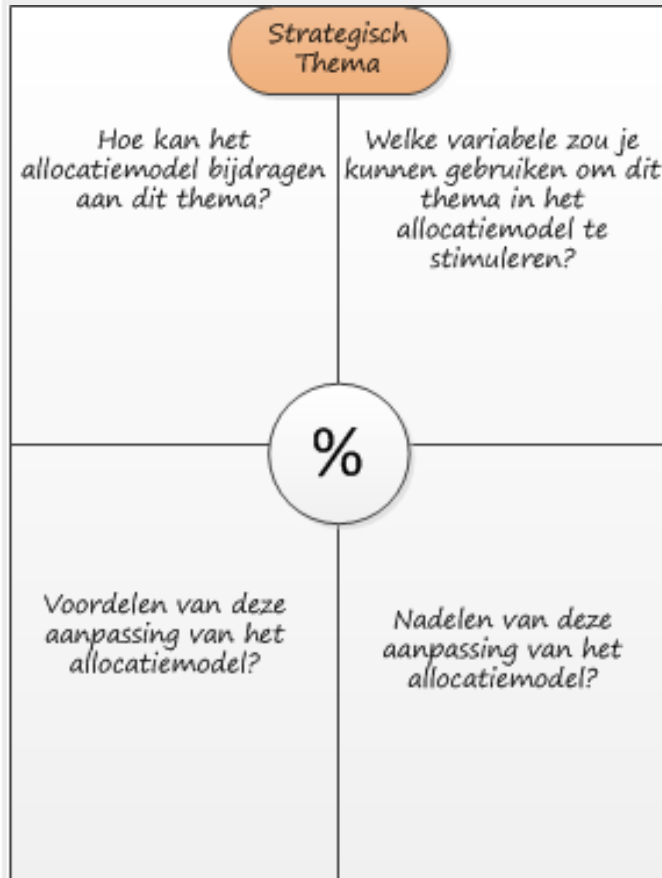 Strategisch
Thema
Hoe kan het
allocatiemodel bijdragen
aan dit thema?
Welke variabele zou je
kunnen gebruiken om dit
thema in het
allocatiemodel te
stimuleren?
%
Voordelen van deze
aanpassing van het
allocatiemodel?
Nadelen van deze
aanpassing van het
allocatiemodel?